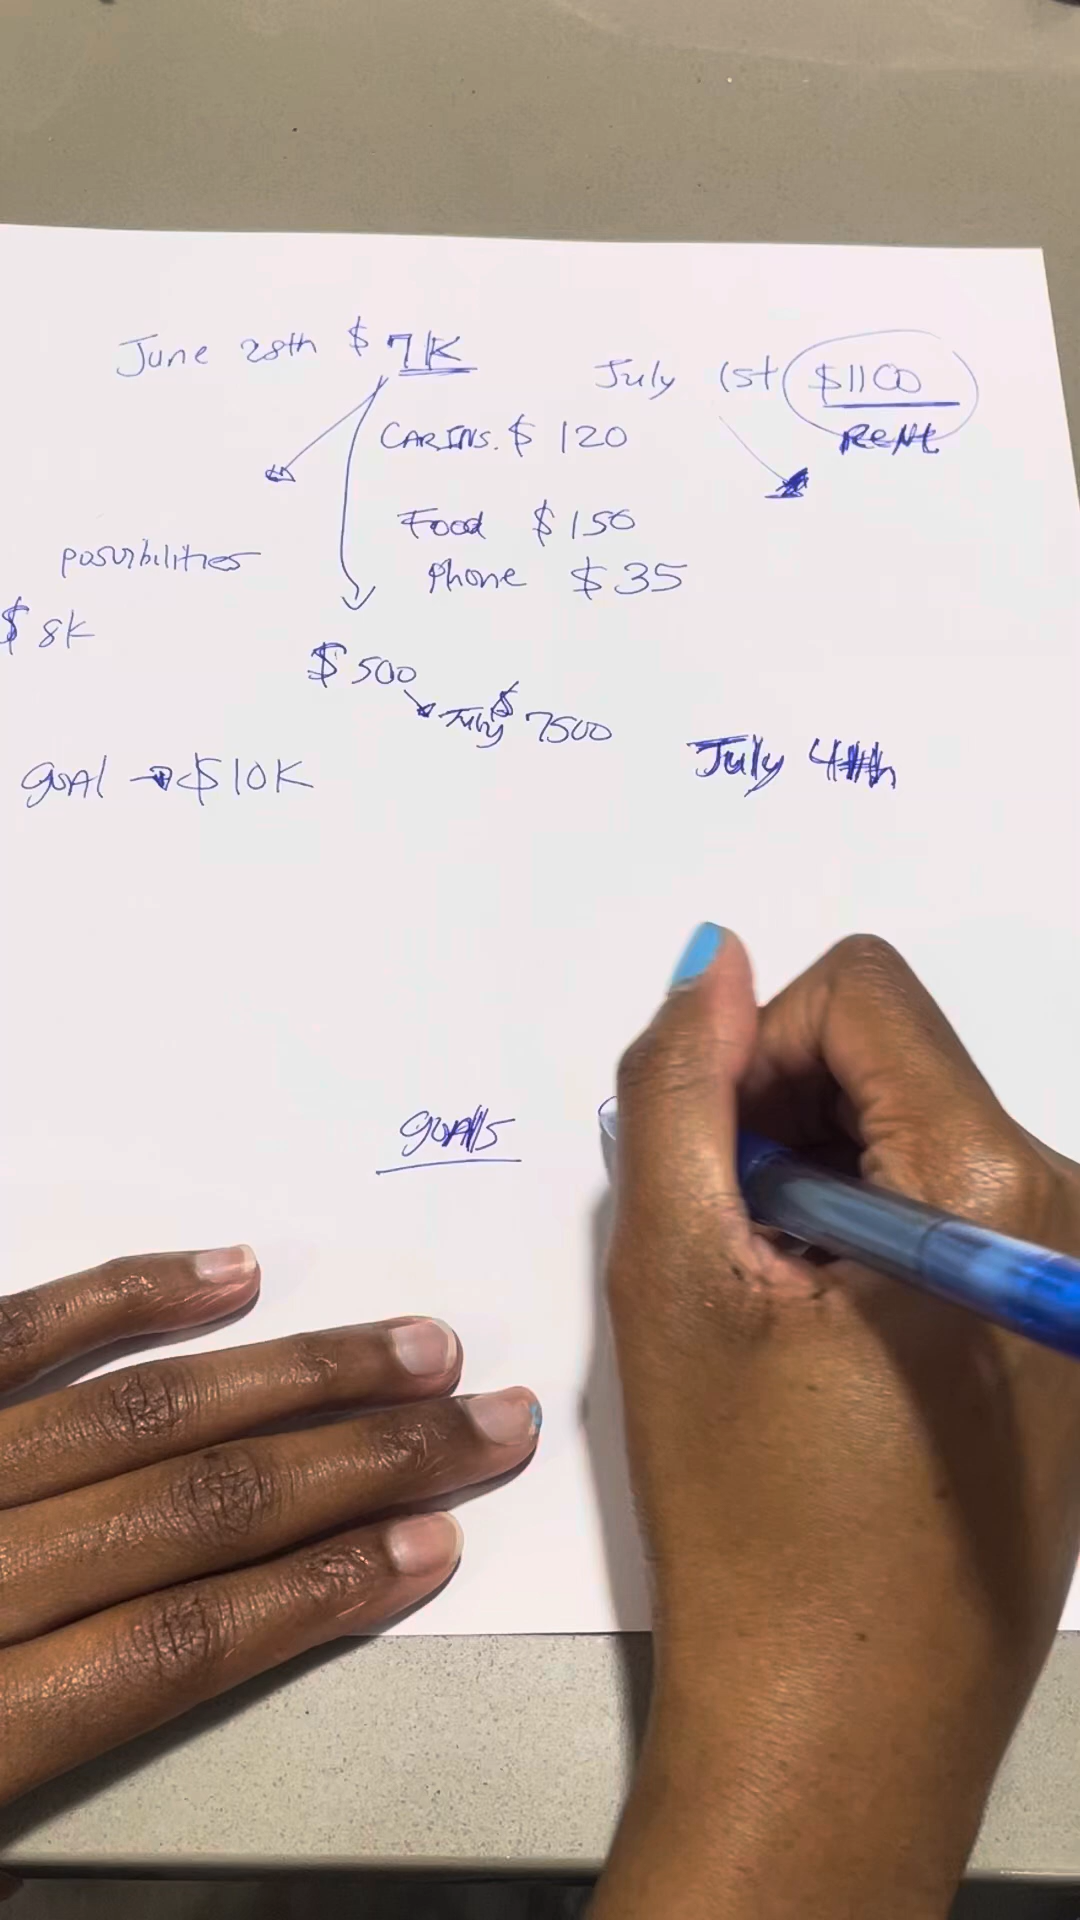 June 28th $ 7K
July 1st $1100
Rent
CAR INS. $ 120
Food $150
phone $35
possibilities
$ 8K
$ 500
July $ 7500
July 4th
goal → $10K
goals